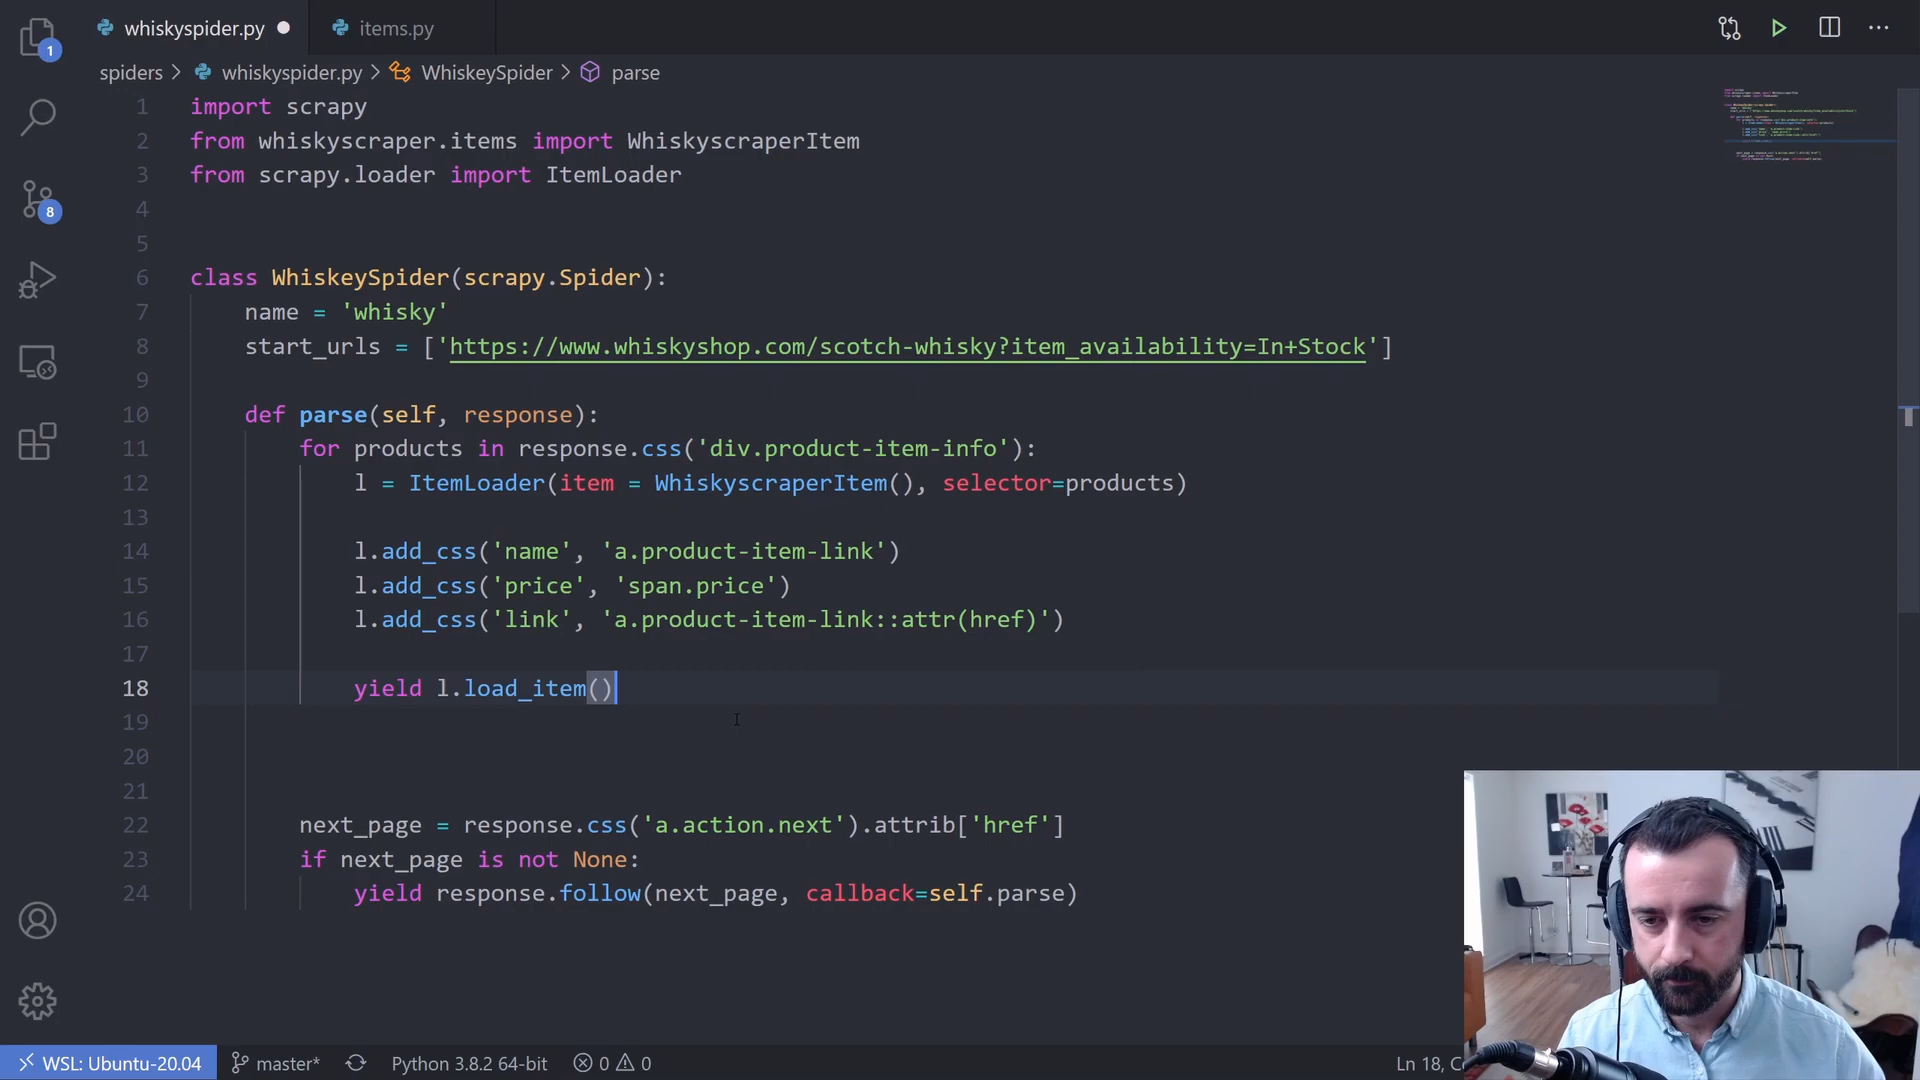 whiskyspider.py
items.py
spiders > whiskyspider.py > WhiskeySpider > parse
1 import scrapy
2 from whiskyscraper.items import WhiskyscraperItem
3 from scrapy.loader import ItemLoader
4
5
6 class WhiskeySpider(scrapy.Spider):
7 name = 'whisky'
8 start_urls = ['https://www.whiskyshop.com/scotch-whisky?item_availability=In+Stock']
9
10 def parse(self, response):
11 for products in response.css('div.product-item-info'):
12 l = ItemLoader(item = WhiskyscraperItem(), selector=products)
13
14 l.add_css('name', 'a.product-item-link')
15 l.add_css('price', 'span.price')
16 l.add_css('link', 'a.product-item-link::attr(href)')
17
18 yield l.load_item()
19
20
21
22 next_page = response.css('a.action.next').attrib['href']
23 if next_page is not None:
24 yield response.follow(next_page, callback=self.parse)
1
8
WSL: Ubuntu-20.04 master* Python 3.8.2 64-bit 0 0 Ln 18, C